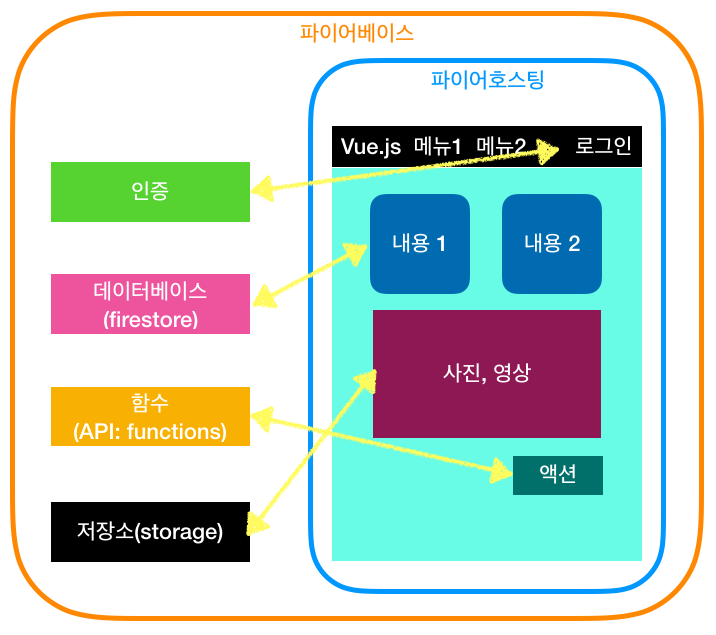 파이어베이스
파이어호스팅
Vue.js 메뉴1 메뉴2 로그인
인증
내용 1
내용 2
데이터베이스
(firestore)
사진, 영상
함수
(API: functions)
액션
저장소(storage)